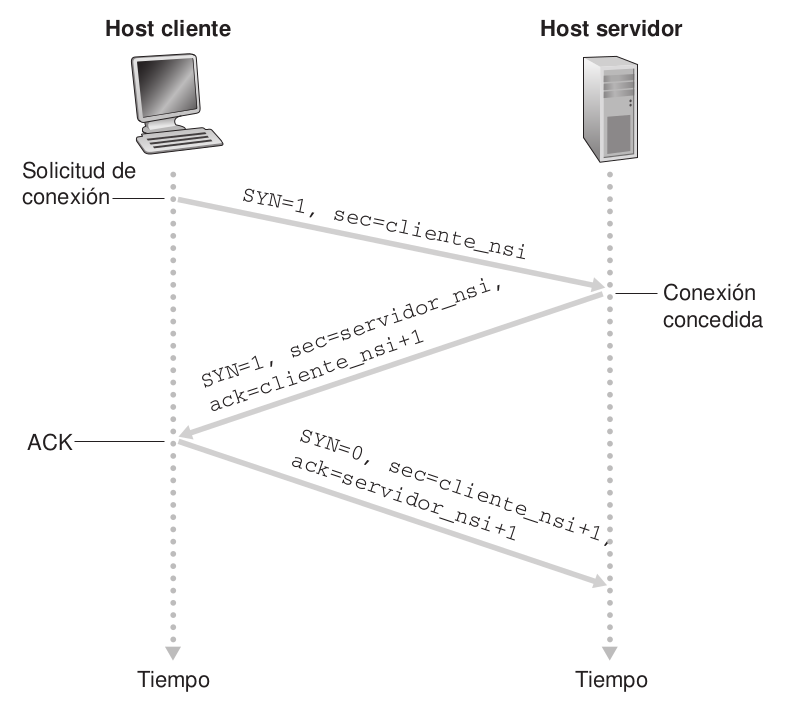 Host cliente
Host servidor
Solicitud de
conexión
SYN=1, sec=cliente_nsi
Conexión
concedida
SYN=1, sec=servidor_nsi,
ack=cliente_nsi+1
ACK
SYN=0, sec=cliente_nsi+1,
ack=servidor_nsi+1
Tiempo
Tiempo